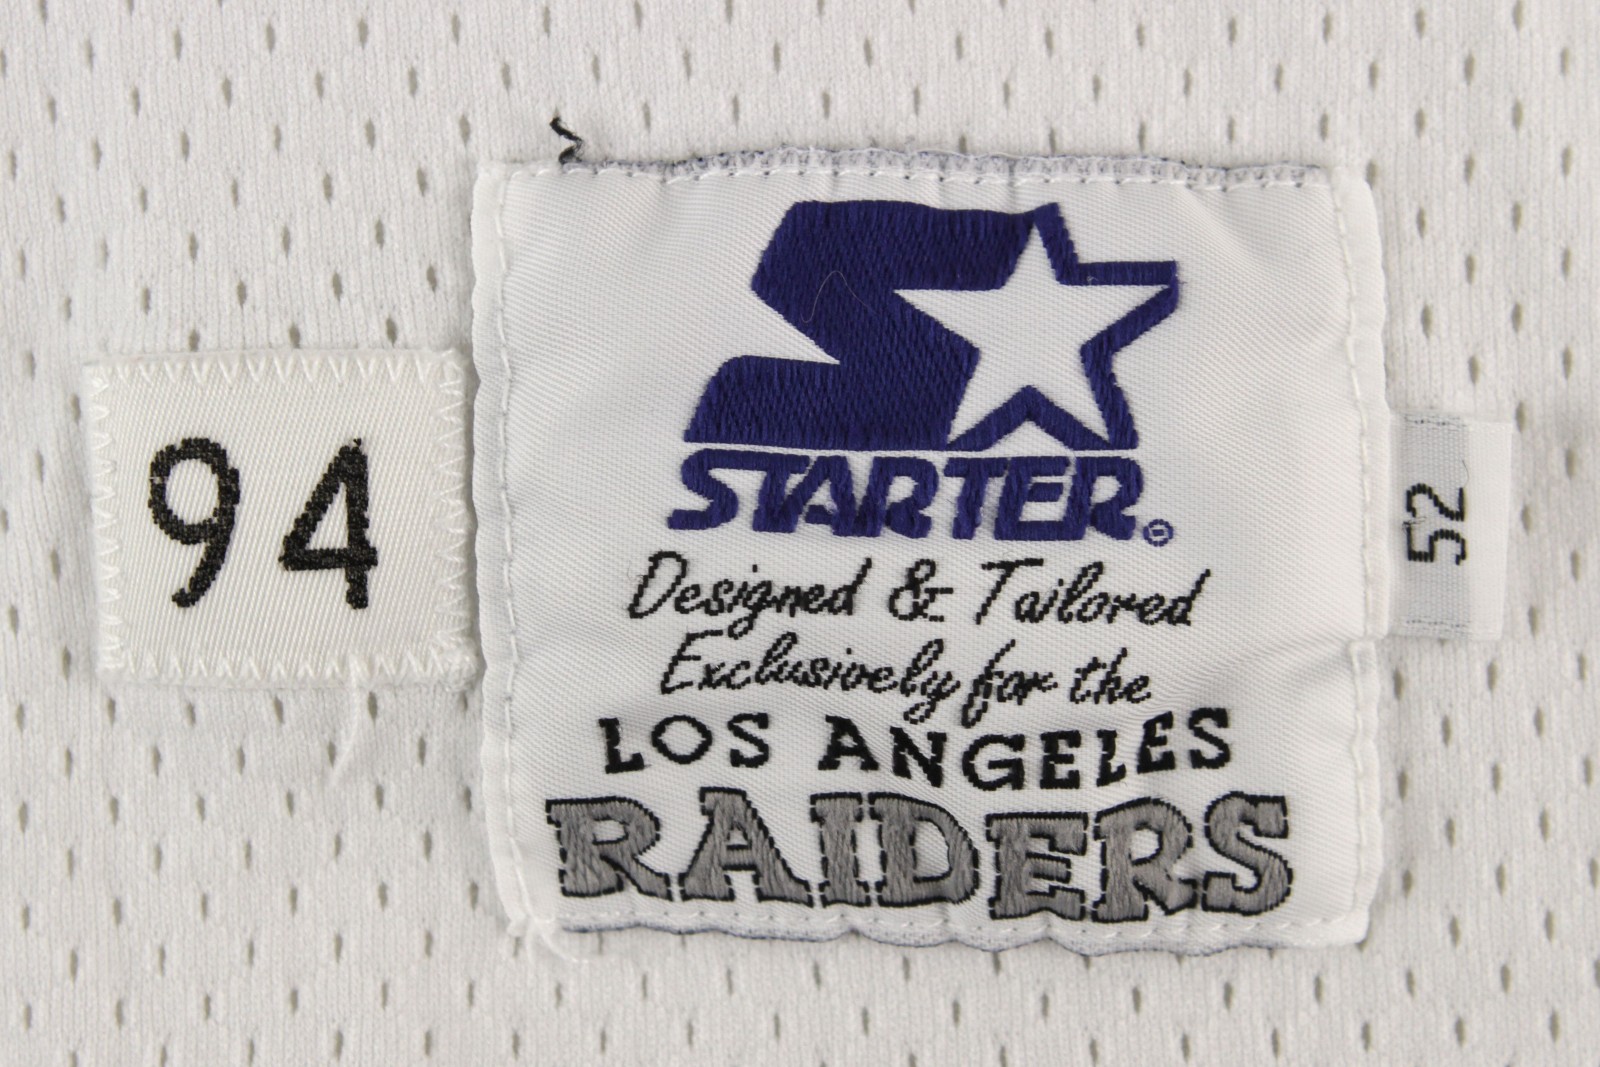 94
STARTER®
Designed & Tailored
Exclusively for the
LOS ANGELES
RAIDERS
52